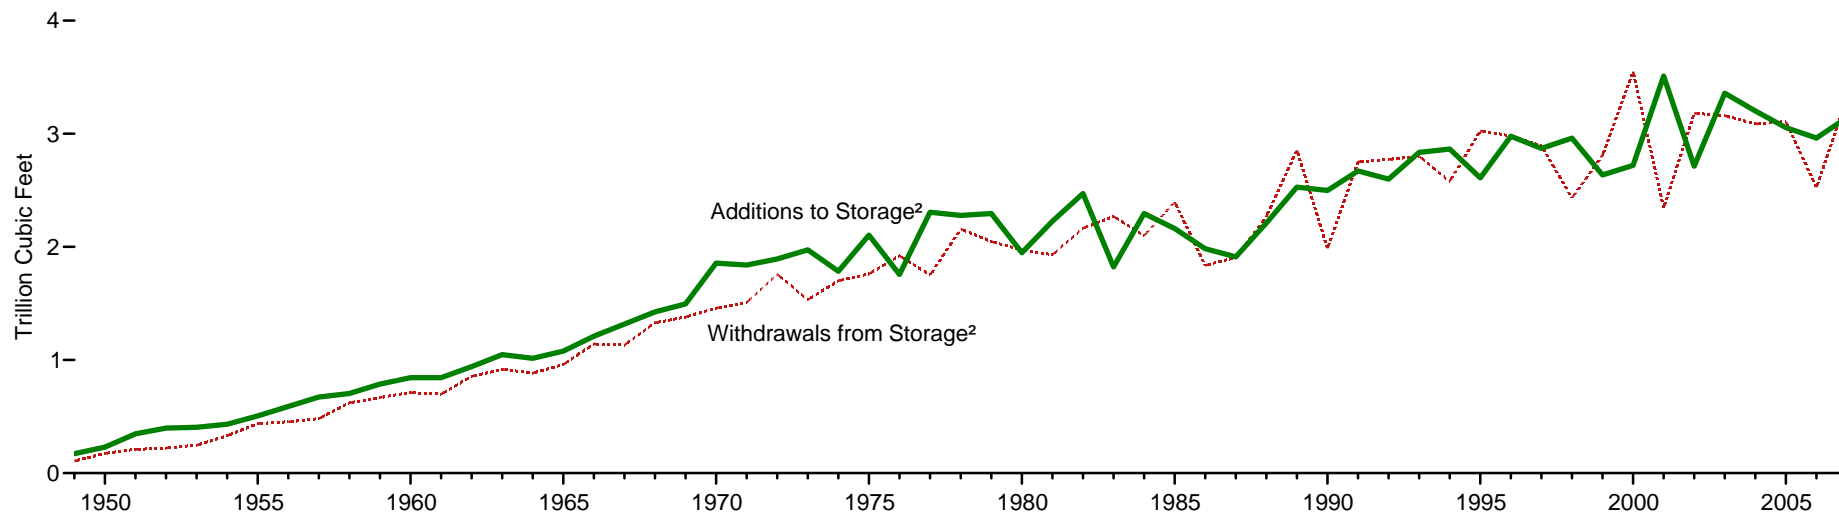 4
3
Trillion Cubic Feet
Additions to Storage²
2
Withdrawals from Storage²
1
0
1950 1955 1960 1965 1970 1975 1980 1985 1990 1995 2000 2005